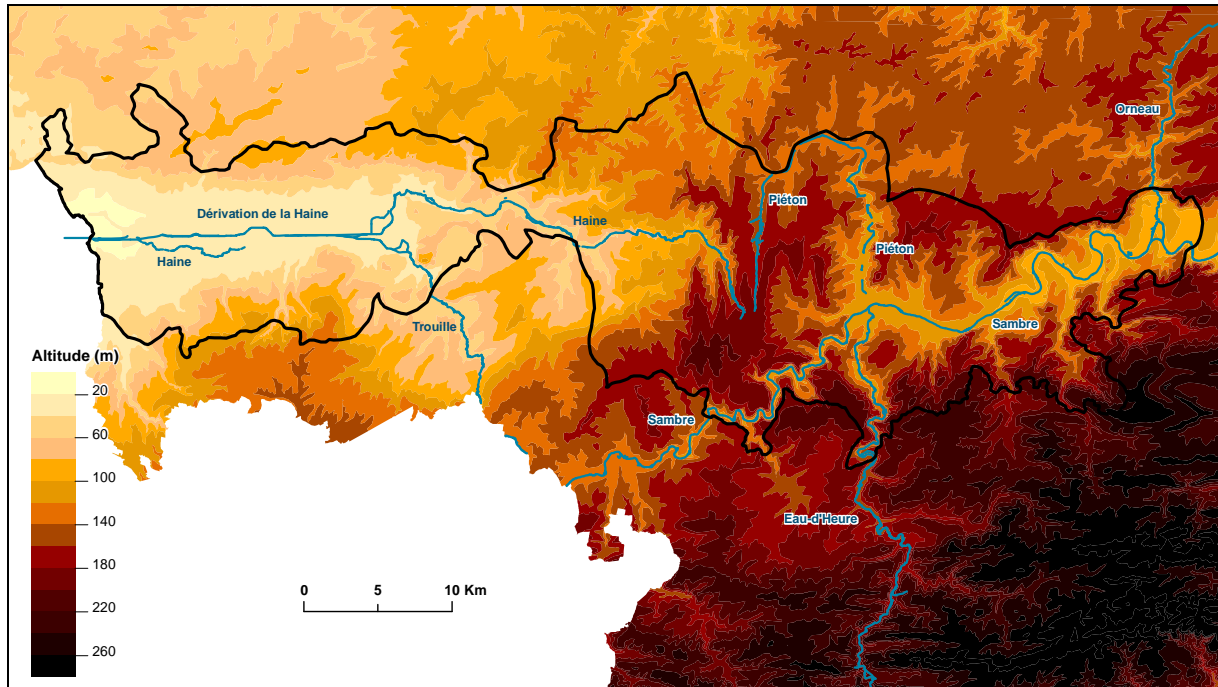 Orneau
Piéton
Dérivation de la Haine
Haine
Piéton
Haine
Sambre
Trouille
Altitude (m)
20
60
100
140
180
220
260
Sambre
Eau-d'Heure
0 5 10 Km